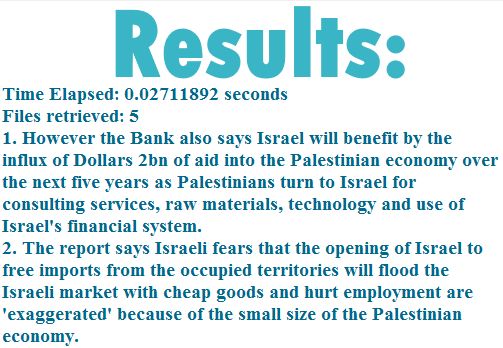 Results:
Time Elapsed: 0.02711892 seconds
Files retrieved: 5
1. However the Bank also says Israel will benefit by the
influx of Dollars 2bn of aid into the Palestinian economy over
the next five years as Palestinians turn to Israel for
consulting services, raw materials, technology and use of
Israel's financial system.
2. The report says Israeli fears that the opening of Israel to
free imports from the occupied territories will flood the
Israeli market with cheap goods and hurt employment are
'exaggerated' because of the small size of the Palestinian
economy.